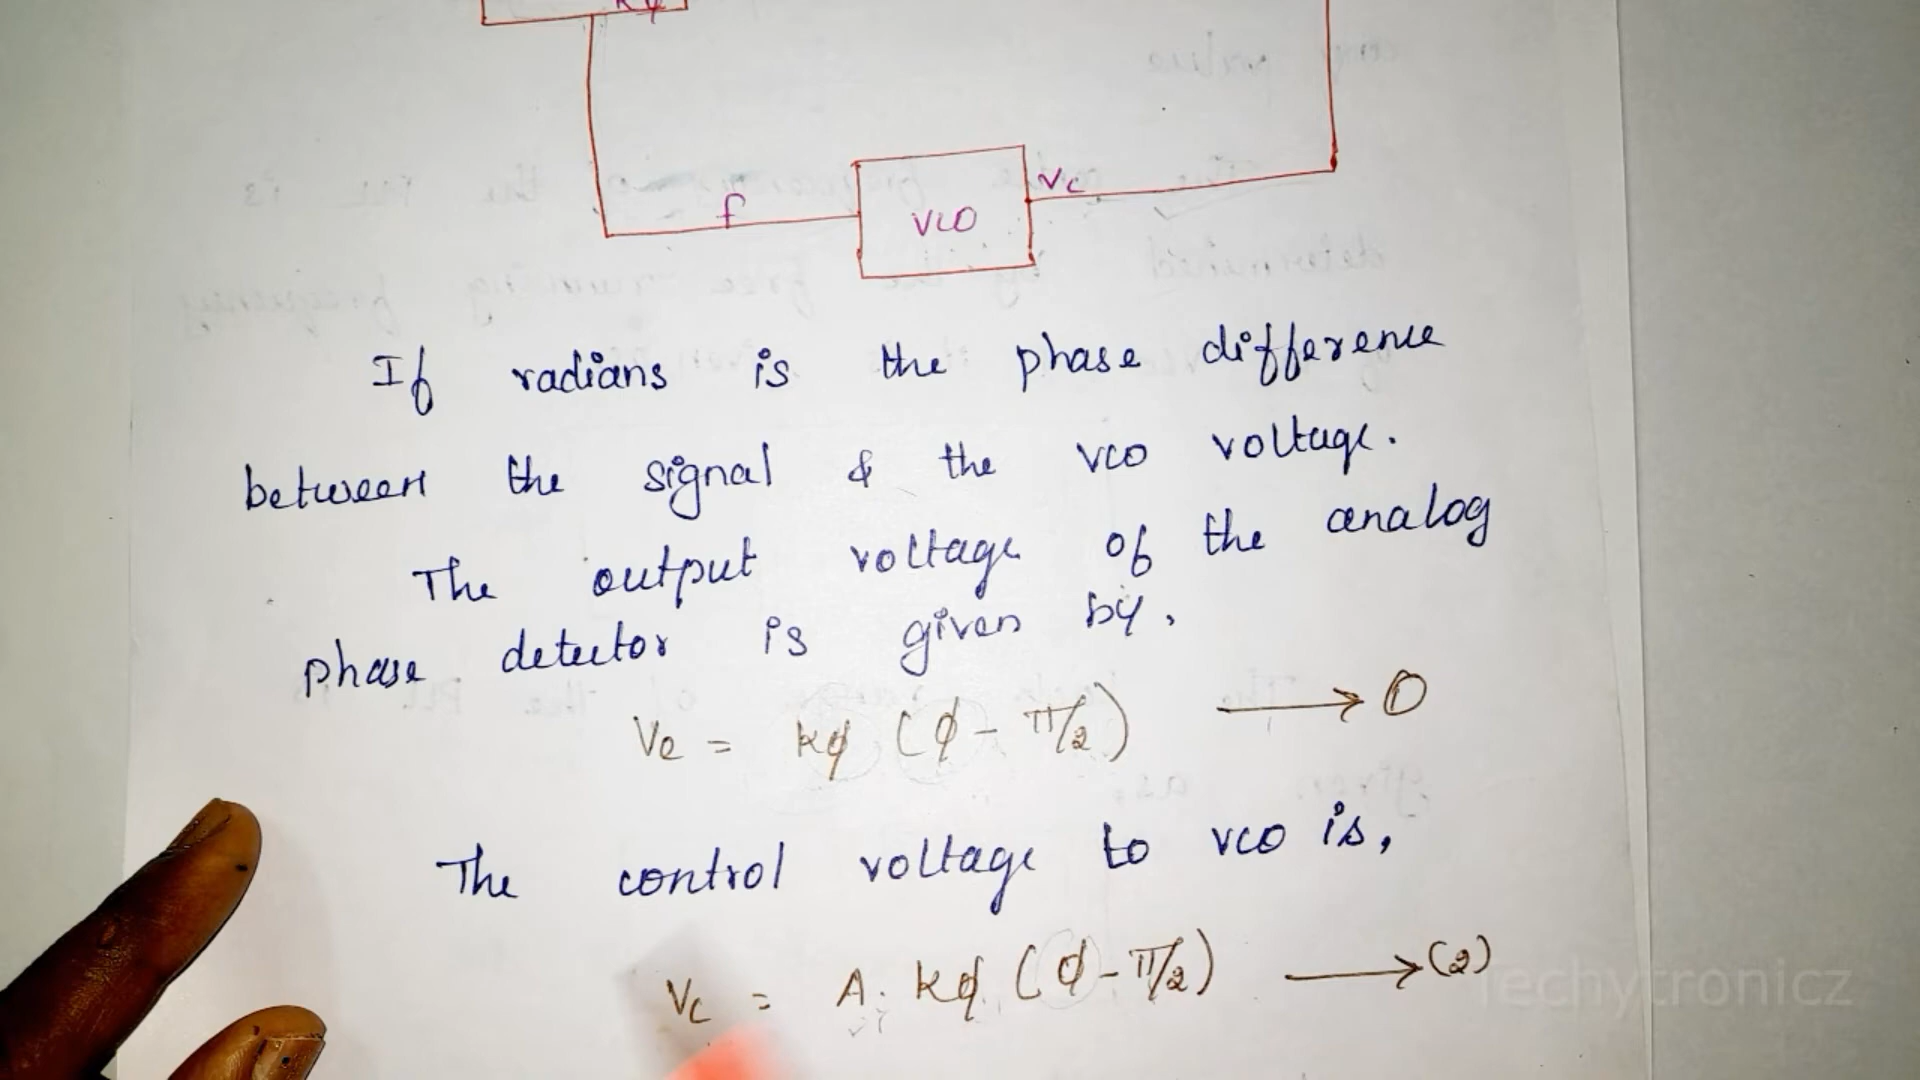 kϕ
Vc
f
VCO
If radians is the phase difference
between the signal & the vco voltage.
The output voltage of the analog
phase detector is given by,
Ve = kϕ (ϕ - π/2) → ①
The control voltage to vco is,
Vc = A. kϕ (ϕ - π/2) → (2)
Techytronicz